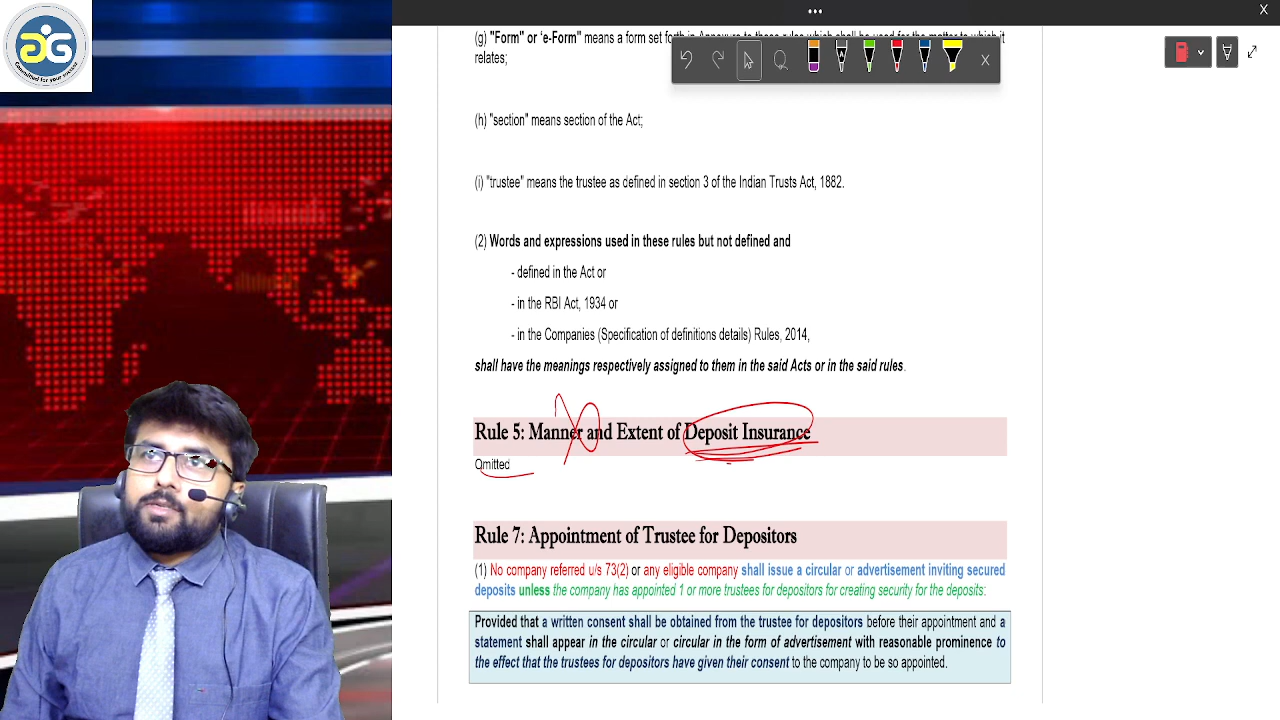 Committed for your success
(g) "Form" or 'e-Form" means a form set forth in Annexure to these rules which shall be used for the matter to which it
relates;
(h) "section" means section of the Act;
(i) "trustee" means the trustee as defined in section 3 of the Indian Trusts Act, 1882.
(2) Words and expressions used in these rules but not defined and
- defined in the Act or
- in the RBI Act, 1934 or
- in the Companies (Specification of definitions details) Rules, 2014,
shall have the meanings respectively assigned to them in the said Acts or in the said rules.
Rule 5: Manner and Extent of Deposit Insurance
Omitted
Rule 7: Appointment of Trustee for Depositors
(1) No company referred u/s 73(2) or any eligible company shall issue a circular or advertisement inviting secured
deposits unless the company has appointed 1 or more trustees for depositors for creating security for the deposits:
Provided that a written consent shall be obtained from the trustee for depositors before their appointment and a
statement shall appear in the circular or circular in the form of advertisement with reasonable prominence to
the effect that the trustees for depositors have given their consent to the company to be so appointed.